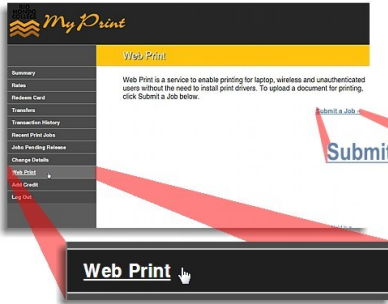 RIO
HONDO
COLLEGE
My Print
Web Print
Summary
Rates
Redeem Card
Transfers
Transaction History
Recent Print Jobs
Jobs Pending Release
Change Details
Web Print
Add Credit
Log Out
Web Print is a service to enable printing for laptop, wireless and unauthenticated
users without the need to install print drivers. To upload a document for printing,
click Submit a Job below.
Submit a Job
Submit
Web Print